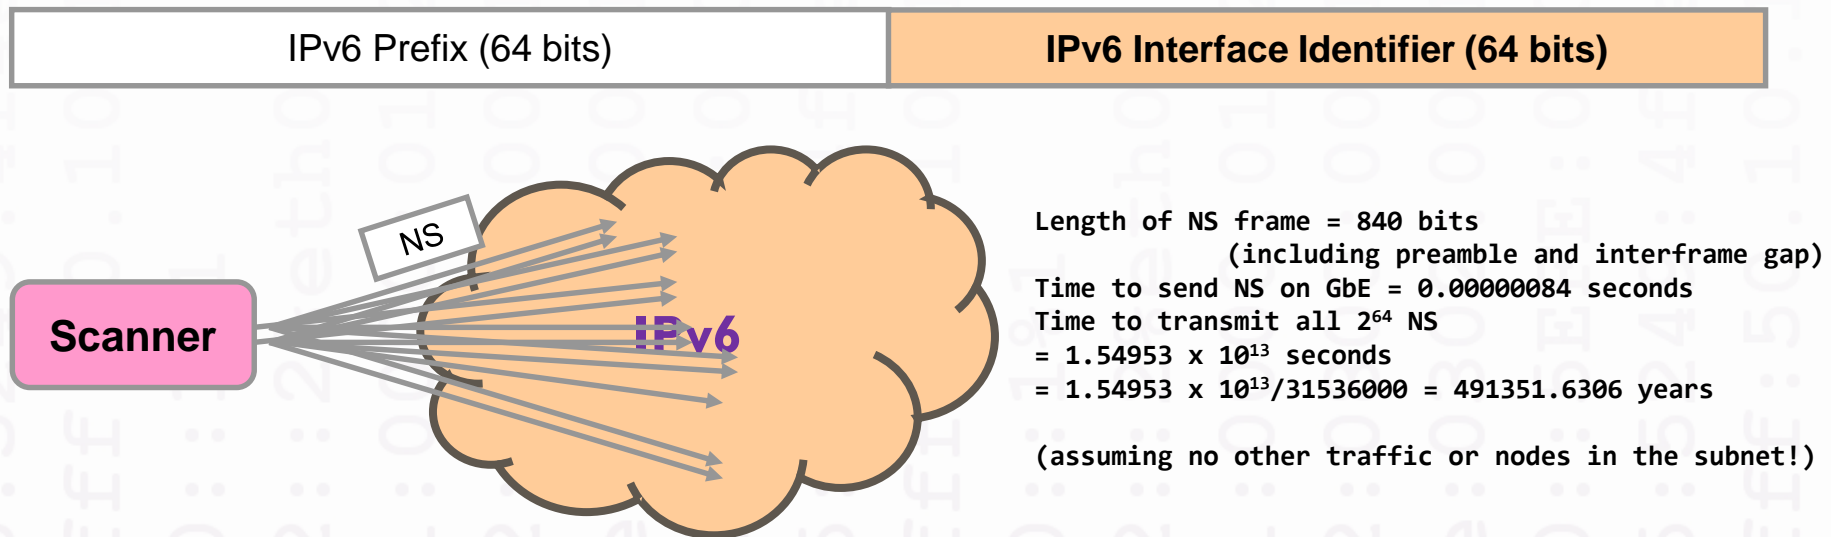 IPv6 Prefix (64 bits)
IPv6 Interface Identifier (64 bits)
NS
Scanner
IPv6
Length of NS frame = 840 bits
(including preamble and interframe gap)
Time to send NS on GbE = 0.00000084 seconds
Time to transmit all 2⁶⁴ NS
= 1.54953 x 10¹³ seconds
= 1.54953 x 10¹³/31536000 = 491351.6306 years
(assuming no other traffic or nodes in the subnet!)